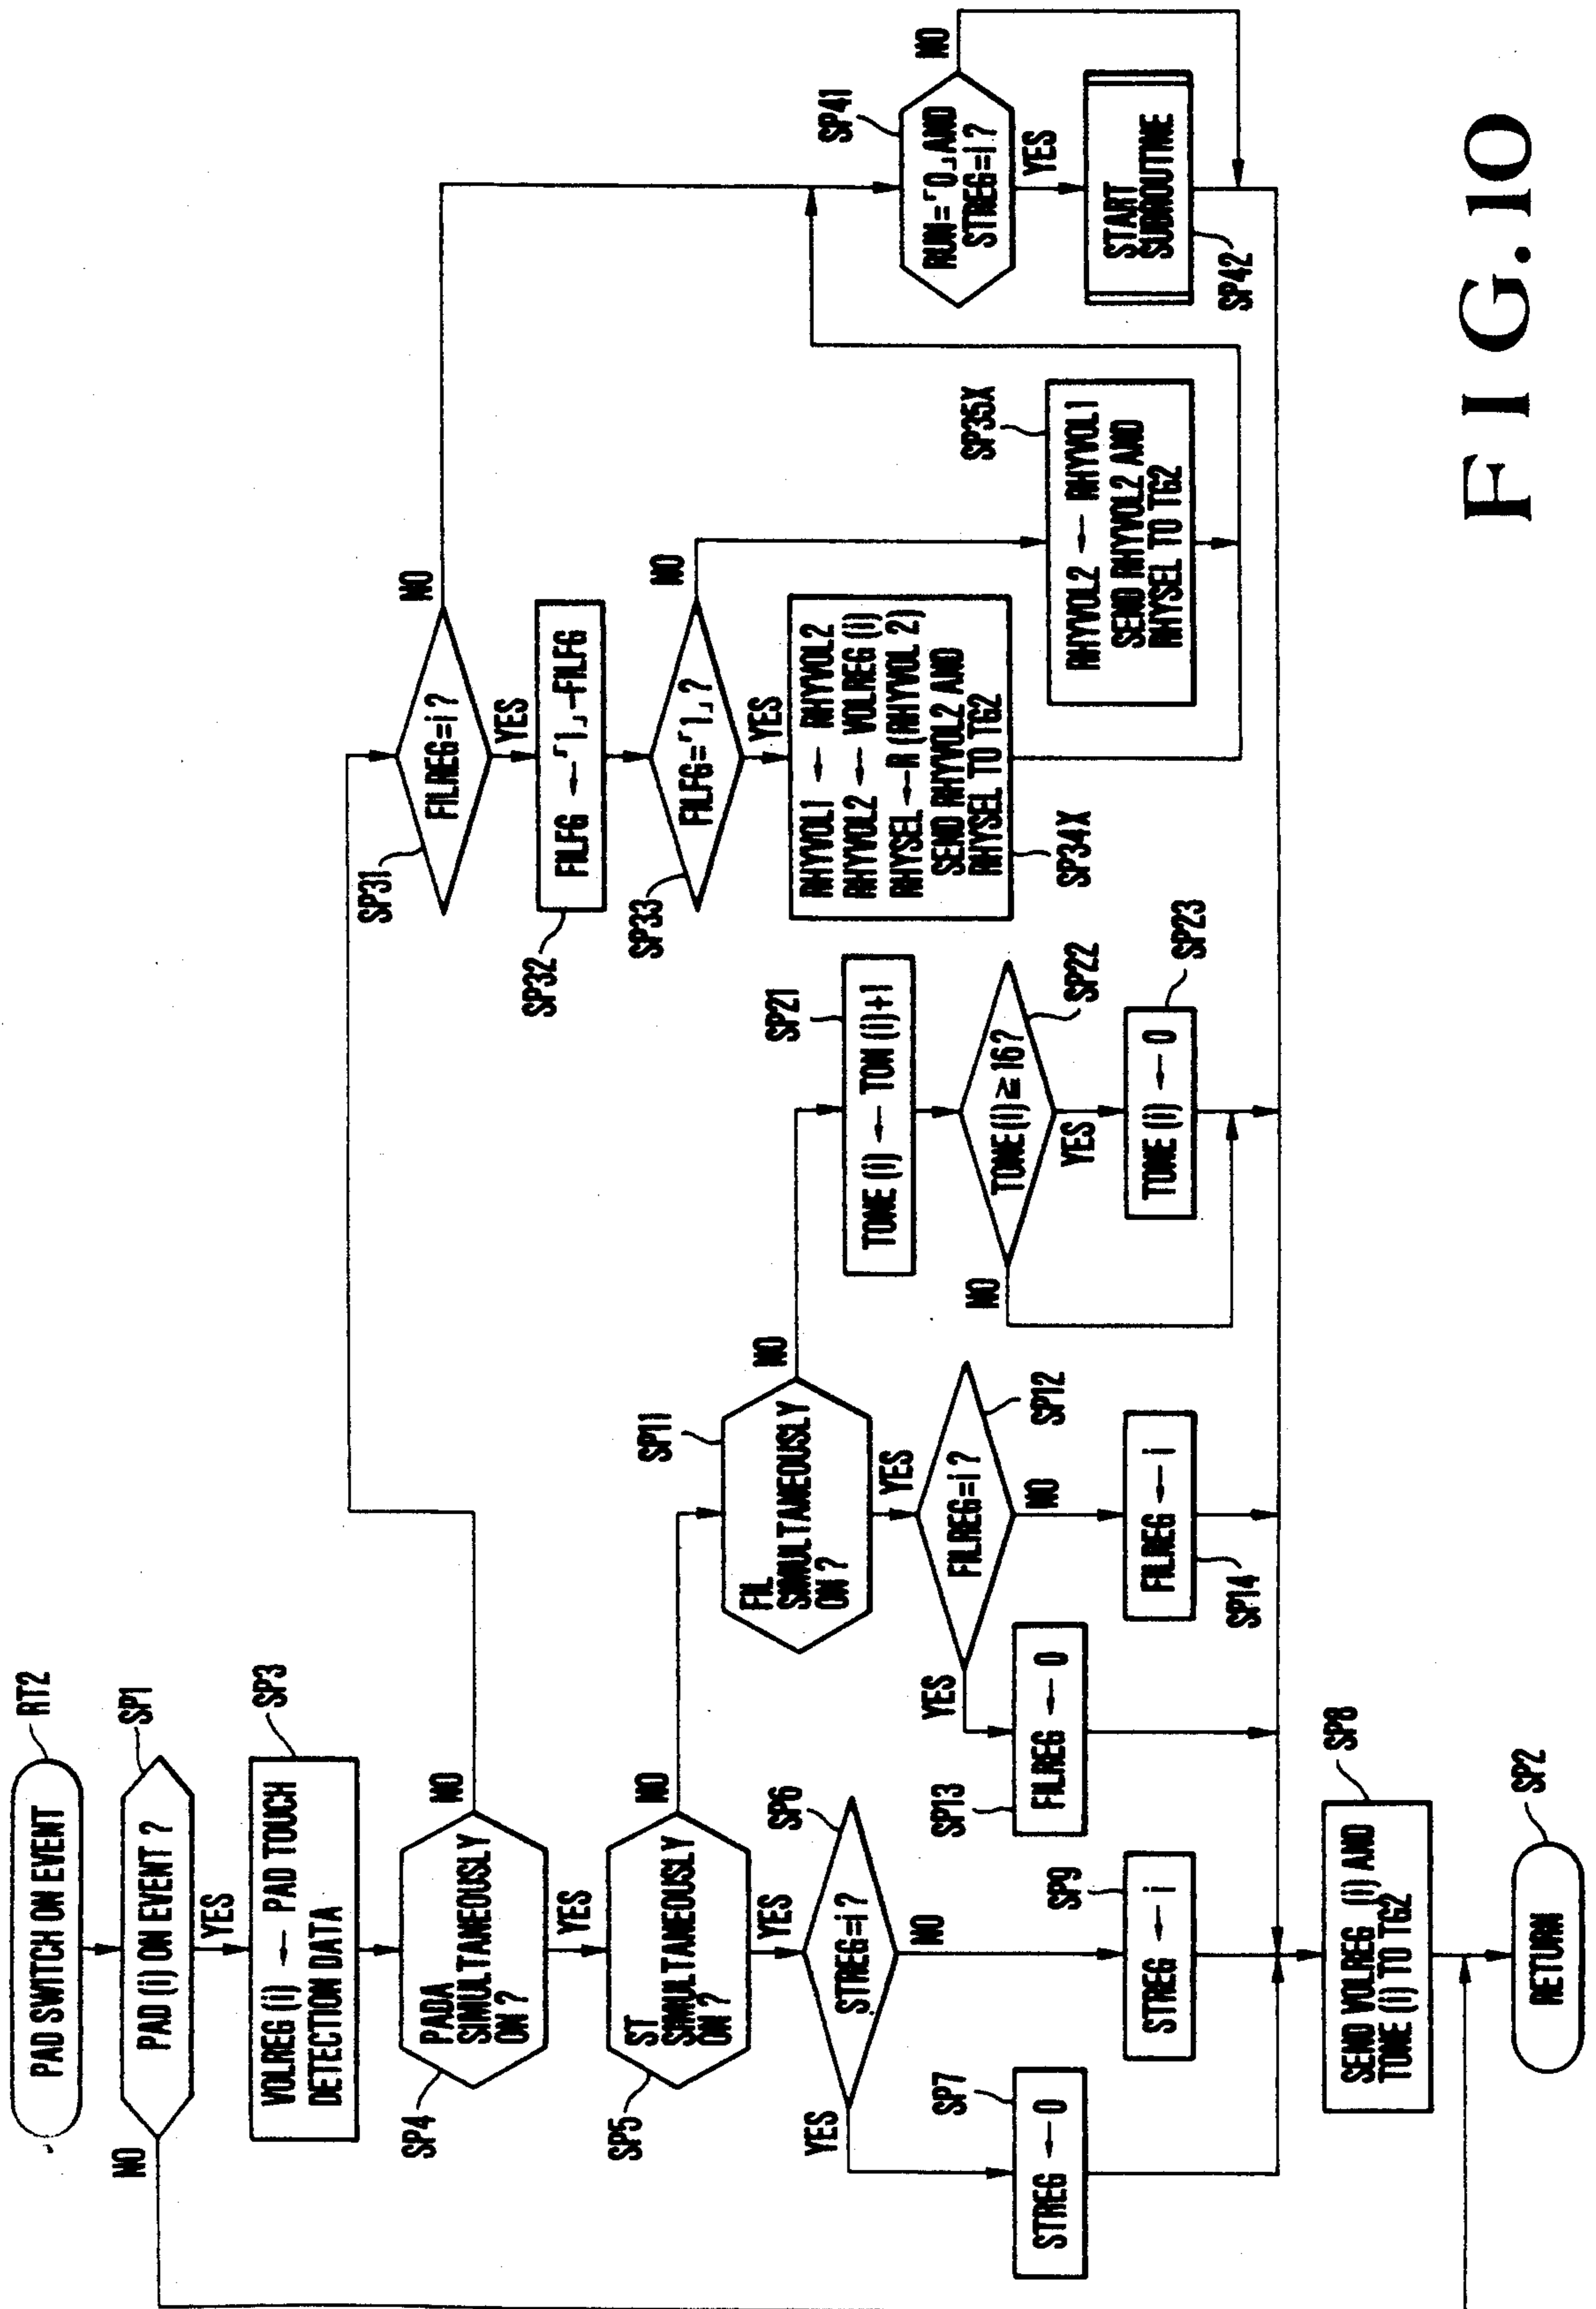 PAD SWITCH ON EVENT
RT2
PAD (i) ON EVENT ?
SP1
NO
YES
VOLREG (i) ← PAD TOUCH
DETECTION DATA
SP3
PADA
SIMULTANEOUSLY
ON ?
SP4
NO
YES
ST
SIMULTANEOUSLY
ON ?
SP5
NO
YES
STREG=i ?
SP6
YES
NO
STREG ← 0
SP7
STREG ← i
SP9
FIL
SIMULTANEOUSLY
ON ?
SP11
NO
YES
FILREG=i ?
SP12
YES
NO
FILREG ← 0
SP13
FILREG ← i
SP14
TONE (i) ← TON (i)+1
SP21
TONE (i) ≧ 16 ?
SP22
NO
YES
TONE (i) ← 0
SP23
FILREG=i ?
SP31
NO
YES
FILFG ←「1」-FILFG
SP32
FILFG=「1」?
SP33
NO
YES
RHYVOL1 ← RHYVOL2
RHYVOL2 ← VOLREG (i)
RHYSEL ← R (RHYVOL 2)
SEND RHYVOL2 AND
RHYSEL TO TG2
SP34X
RHYVOL2 ← RHYVOL1
SEND RHYVOL2 AND
RHYSEL TO TG2
SP35X
RUN=「0」AND
STREG=i ?
SP41
NO
YES
START
SUBROUTINE
SP42
SEND VOLREG (i) AND
TONE (i) TO TG2
SP8
RETURN
SP2
FIG.10